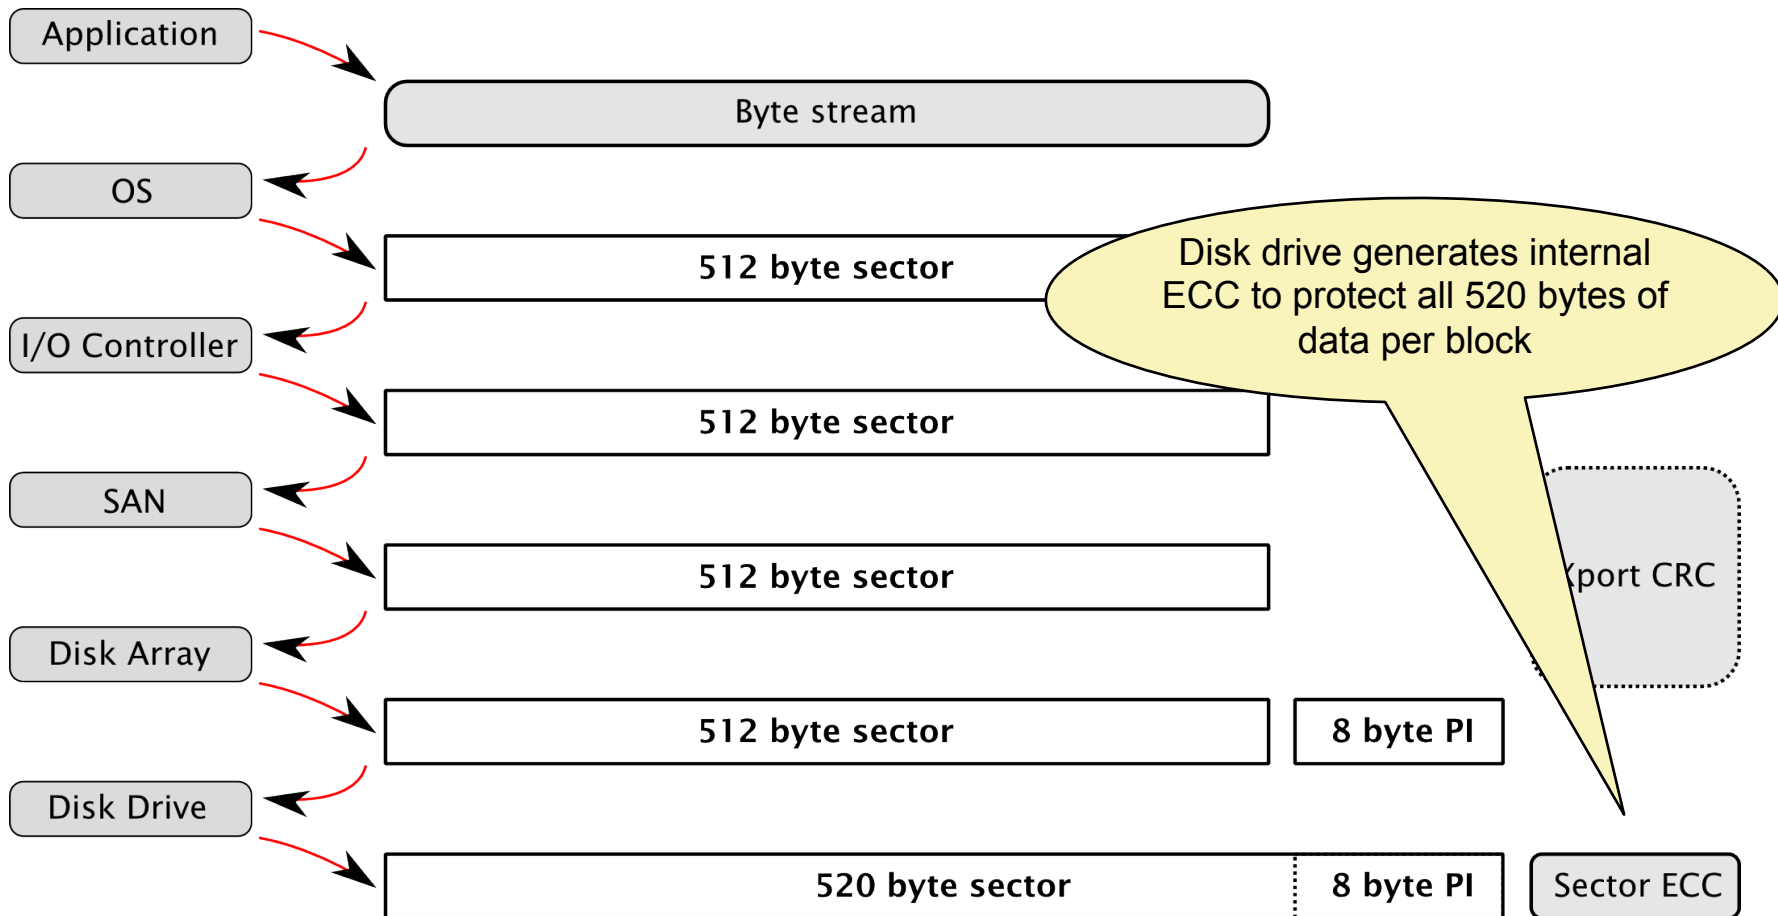 Application
Byte stream
OS
512 byte sector
Disk drive generates internal
ECC to protect all 520 bytes of
data per block
I/O Controller
512 byte sector
SAN
512 byte sector
port CRC
Disk Array
512 byte sector
8 byte PI
Disk Drive
520 byte sector
8 byte PI
Sector ECC